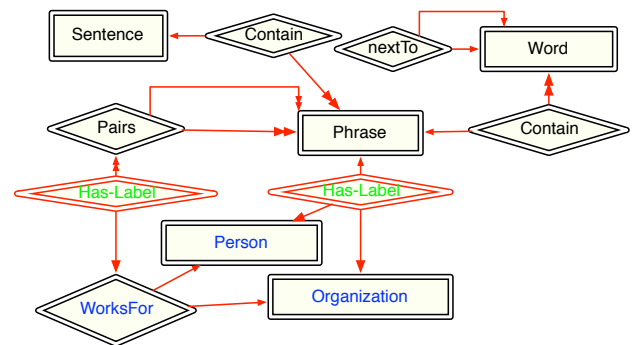 Sentence
Contain
nextTo
Word
Pairs
Phrase
Contain
Has-Label
Has-Label
Person
WorksFor
Organization